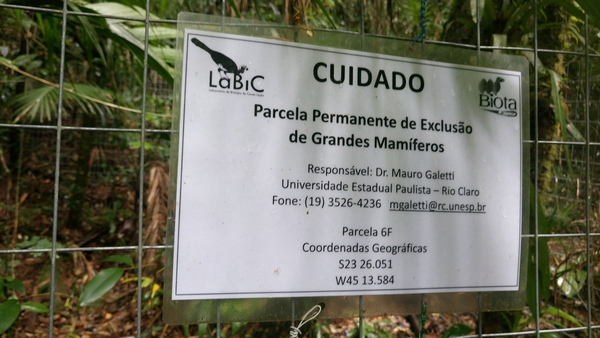 LaBiC
Biota
CUIDADO
Parcela Permanente de Exclusão
de Grandes Mamíferos
Responsável: Dr. Mauro Galetti
Universidade Estadual Paulista – Rio Claro
Fone: (19) 3526-4236 mgaletti@rc.unesp.br
Parcela 6F
Coordenadas Geográficas
S23 26.051
W45 13.584